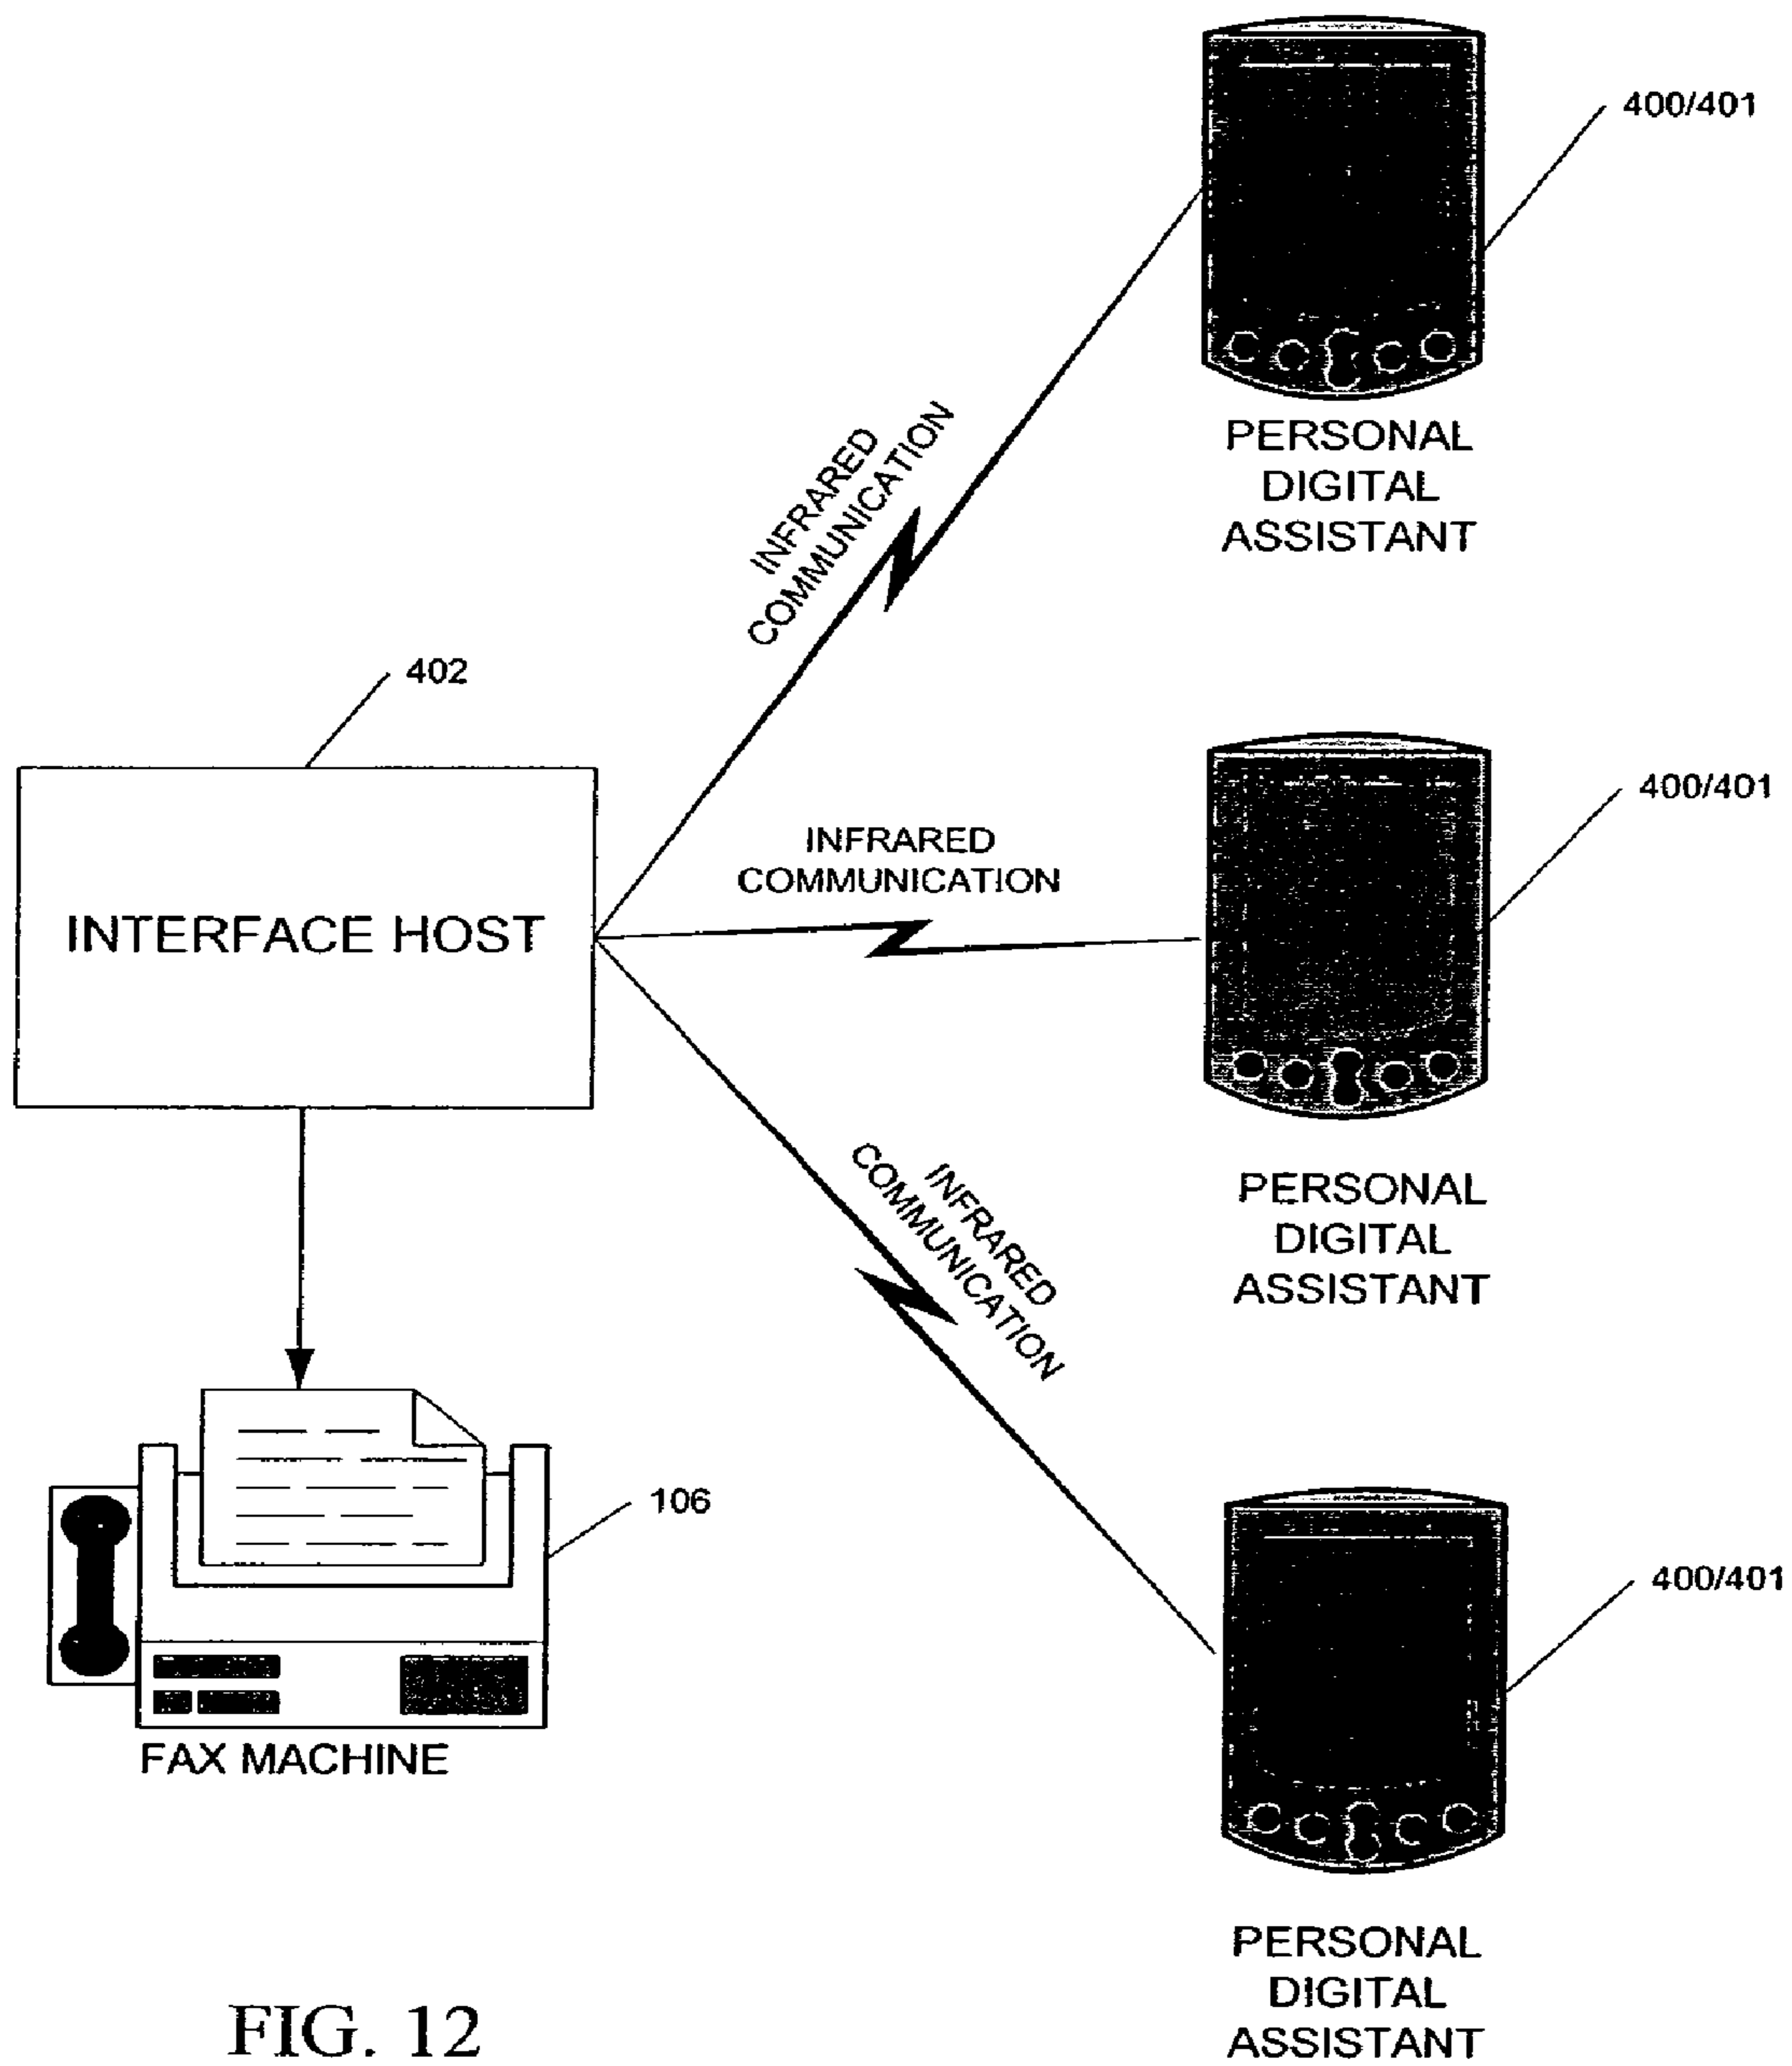 400/401
PERSONAL
DIGITAL
ASSISTANT
INFRARED
COMMUNICATION
402
400/401
INFRARED
COMMUNICATION
INTERFACE HOST
PERSONAL
DIGITAL
ASSISTANT
INFRARED
COMMUNICATION
106
400/401
FAX MACHINE
PERSONAL
DIGITAL
ASSISTANT
FIG. 12